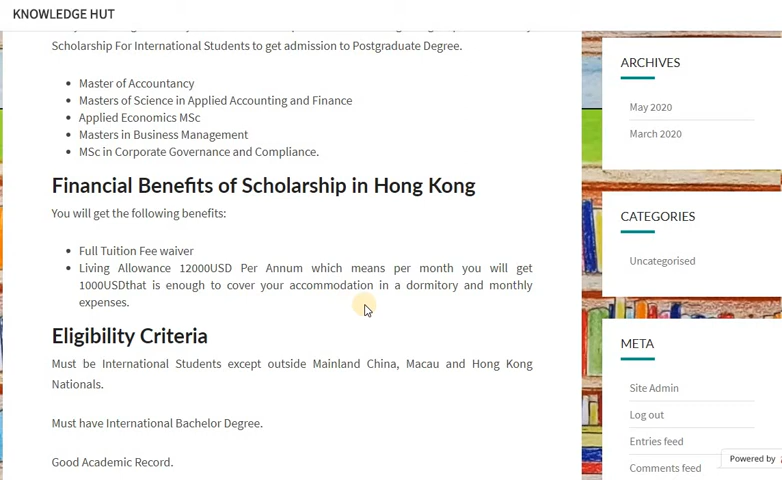 KNOWLEDGE HUT
Scholarship For International Students to get admission to Postgraduate Degree.
Master of Accountancy
Masters of Science in Applied Accounting and Finance
Applied Economics MSc
Masters in Business Management
MSc in Corporate Governance and Compliance.
Financial Benefits of Scholarship in Hong Kong
You will get the following benefits:
Full Tuition Fee waiver
Living Allowance 12000USD Per Annum which means per month you will get
1000USDthat is enough to cover your accommodation in a dormitory and monthly
expenses.
Eligibility Criteria
Must be International Students except outside Mainland China, Macau and Hong Kong
Nationals.
Must have International Bachelor Degree.
Good Academic Record.
ARCHIVES
May 2020
March 2020
CATEGORIES
Uncategorised
META
Site Admin
Log out
Entries feed
Comments feed
Powered by